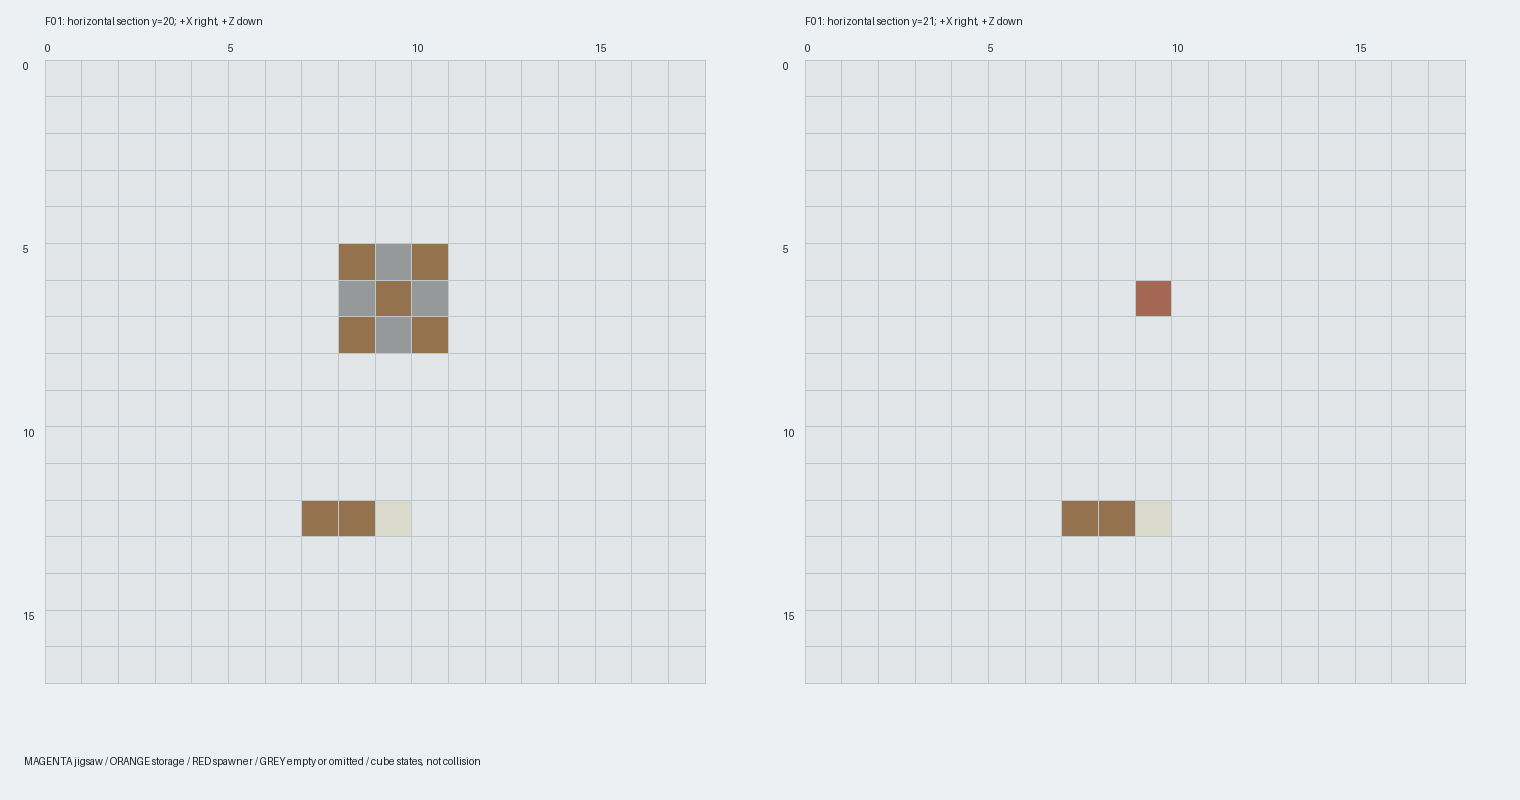 F01: horizontal section y=20; +X right, +Z down
F01: horizontal section y=21; +X right, +Z down
0 5 10 15
0 5 10 15
0
0
5
5
10
10
15
15
MAGENTA jigsaw / ORANGE storage / RED spawner / GREY empty or omitted / cube states, not collision